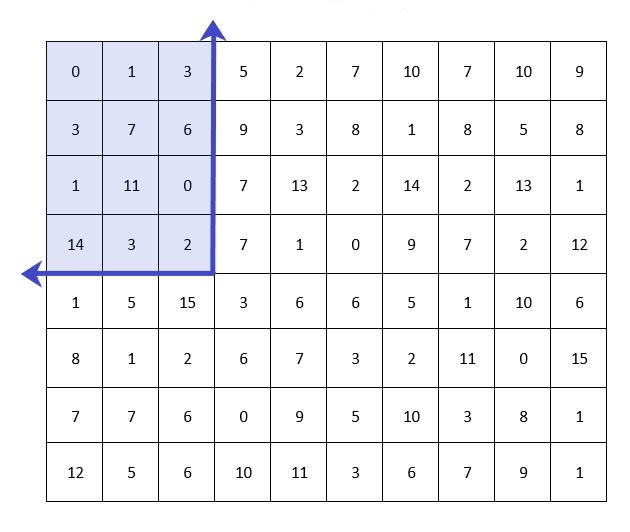 0 1 3 5 2 7 10 7 10 9
3 7 6 9 3 8 1 8 5 8
1 11 0 7 13 2 14 2 13 1
14 3 2 7 1 0 9 7 2 12
1 5 15 3 6 6 5 1 10 6
8 1 2 6 7 3 2 11 0 15
7 7 6 0 9 5 10 3 8 1
12 5 6 10 11 3 6 7 9 1